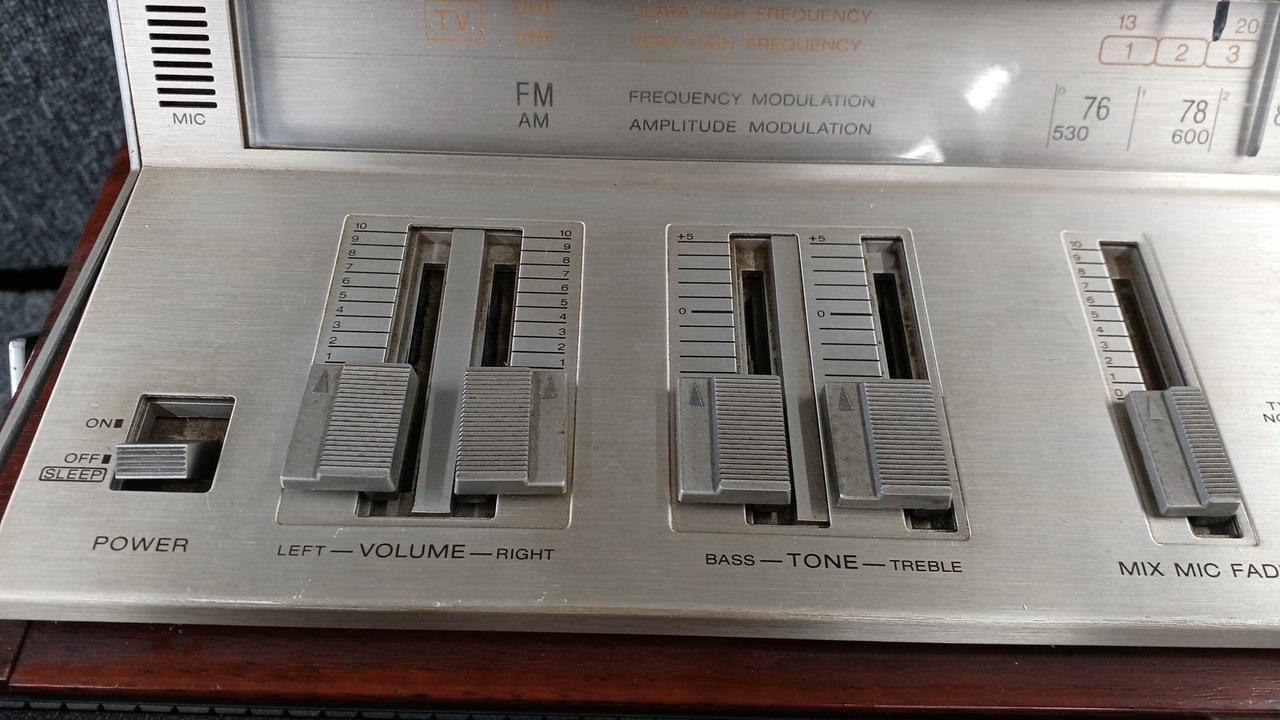 TV
UHF
ULTRA HIGH FREQUENCY
13 20
VHF
VERY HIGH FREQUENCY
1 2 3
FM
FREQUENCY MODULATION
0 76 1 78 2
AM
AMPLITUDE MODULATION
530 600
MIC
10 10
9 9
8 8
7 7
6 6
5 5
4 4
3 3
2 2
1 1
+5 +5
0 0
10
9
8
7
6
5
4
3
2
1
0
ON
OFF
SLEEP
POWER
LEFT — VOLUME — RIGHT
BASS — TONE — TREBLE
MIX MIC FAD